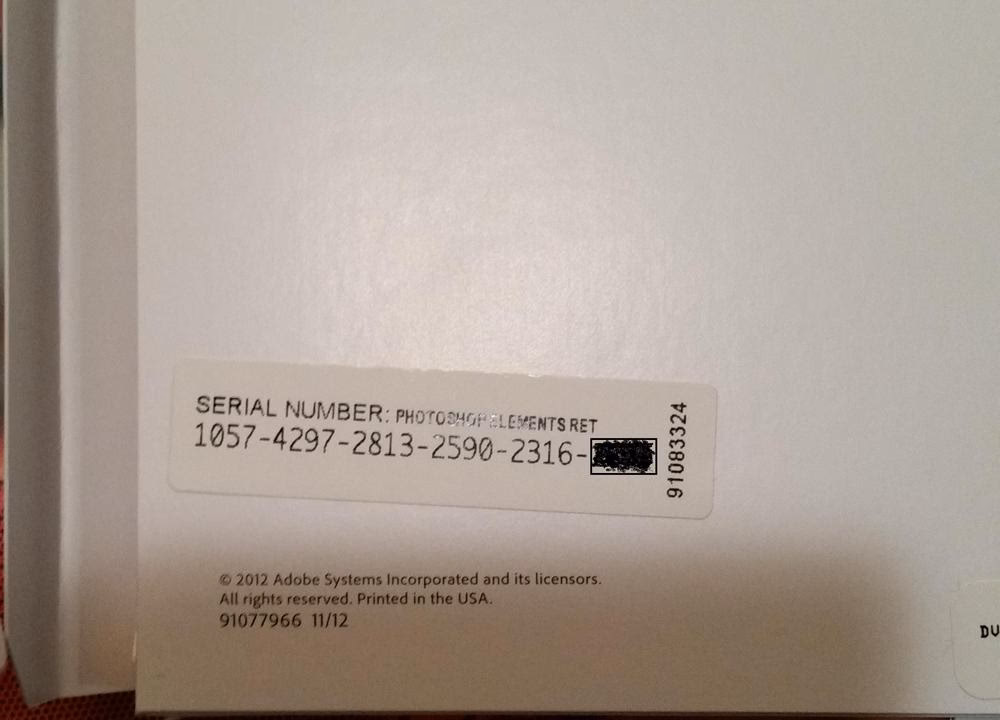 SERIAL NUMBER: PHOTOSHOP ELEMENTS RET
1057-4297-2813-2590-2316-
91083324
© 2012 Adobe Systems Incorporated and its licensors.
All rights reserved. Printed in the USA.
91077966 11/12